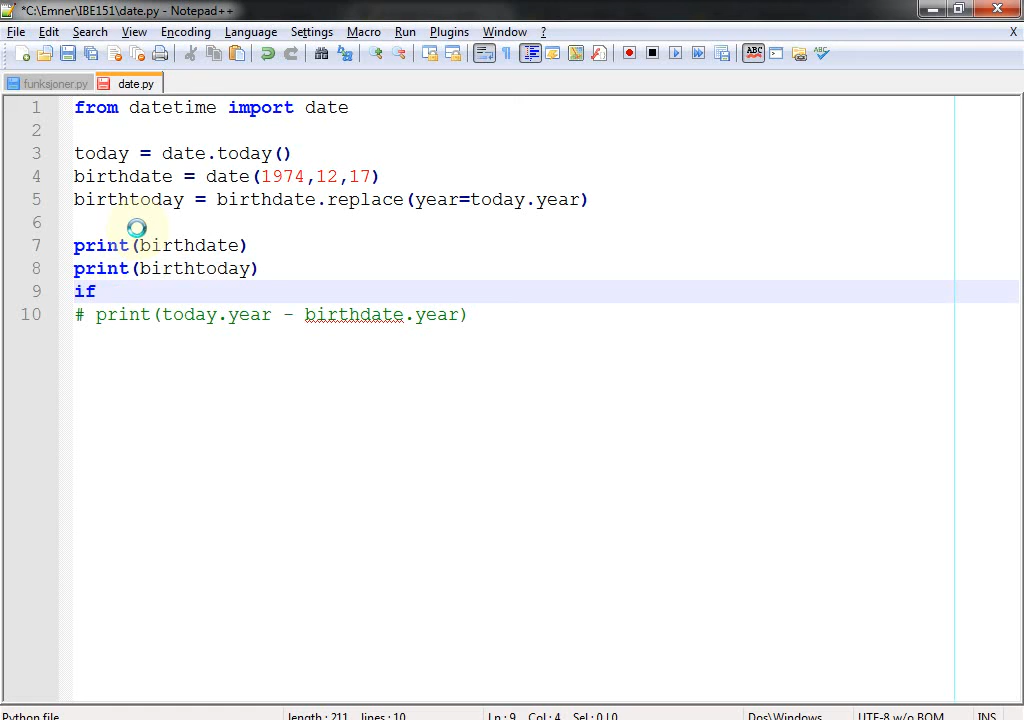 *C:\Emner\IBE151\date.py - Notepad++
File Edit Search View Encoding Language Settings Macro Run Plugins Window ? X
funksjoner.py date.py
1 from datetime import date
2
3 today = date.today()
4 birthdate = date(1974,12,17)
5 birthtoday = birthdate.replace(year=today.year)
6
7 print(birthdate)
8 print(birthtoday)
9 if
10 # print(today.year - birthdate.year)
Python file length : 211 lines : 10 Ln : 9 Col : 4 Sel : 0 | 0 Dos\Windows UTF-8 w/o BOM INS